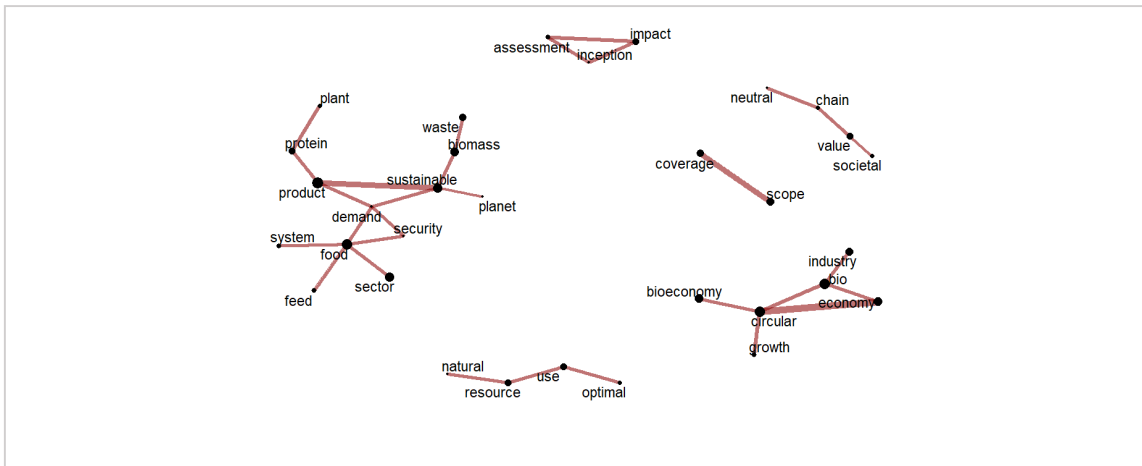 impact
assessment
inception
plant
neutral
chain
waste
protein
biomass
value
coverage
societal
sustainable
product
scope
planet
demand
security
system
food
industry
bio
sector
bioeconomy
feed
economy
circular
growth
natural
use
resource
optimal